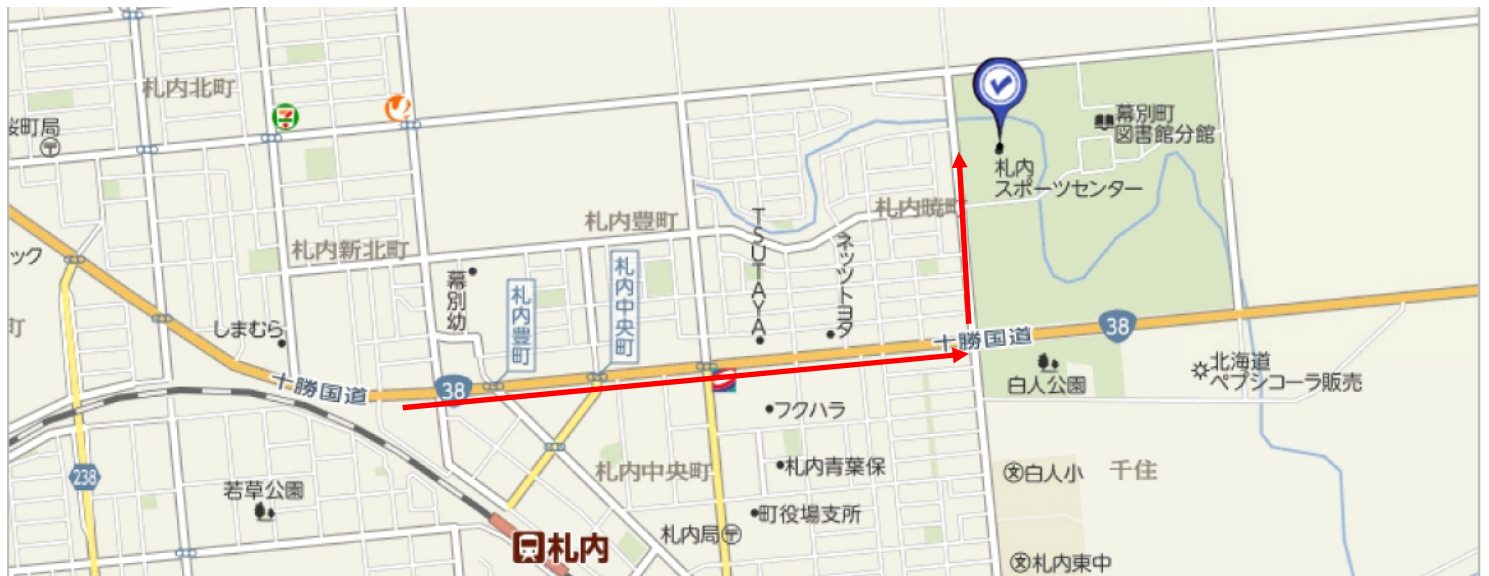 札内北町
桜町局
幕別町
図書館分館
札内
スポーツセンター
札内暁町
札内豊町
札内新北町
ック
TSUTAYA
ネッツトヨタ
幕別幼
札内豊町
札内中央町
しまむら
町
十勝国道
38
十勝国道
38
白人公園
北海道
ペプシコーラ販売
フクハラ
札内中央町
札内青葉保
文白人小
千住
238
若草公園
町役場支所
札内局
札内
文札内東中
7